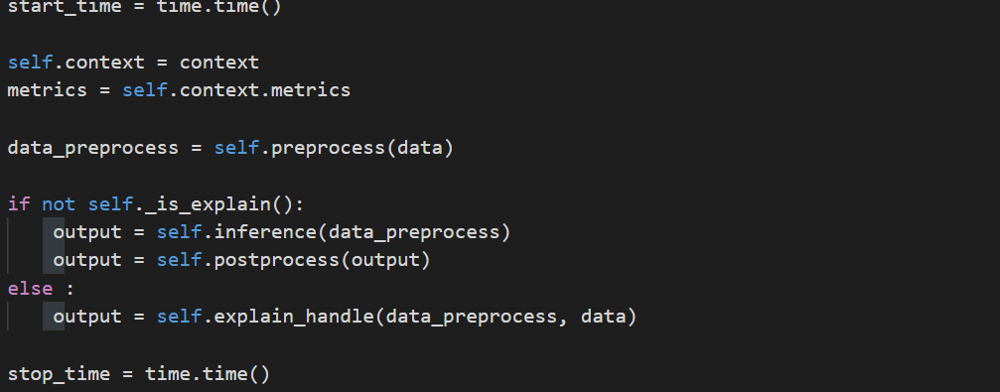 start_time = time.time()
self.context = context
metrics = self.context.metrics
data_preprocess = self.preprocess(data)
if not self._is_explain():
    output = self.inference(data_preprocess)
    output = self.postprocess(output)
else :
    output = self.explain_handle(data_preprocess, data)
stop_time = time.time()